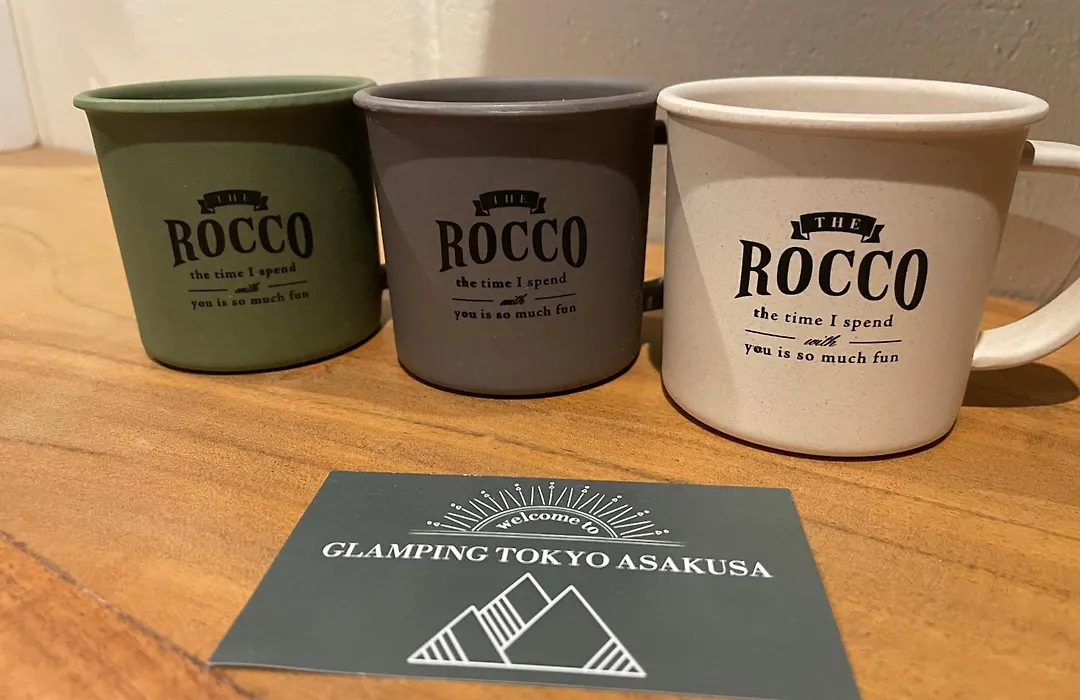 THE
ROCCO
the time I spend
with
you is so much fun
THE
ROCCO
the time I spend
with
you is so much fun
THE
ROCCO
the time I spend
with
you is so much fun
welcome to
GLAMPING TOKYO ASAKUSA